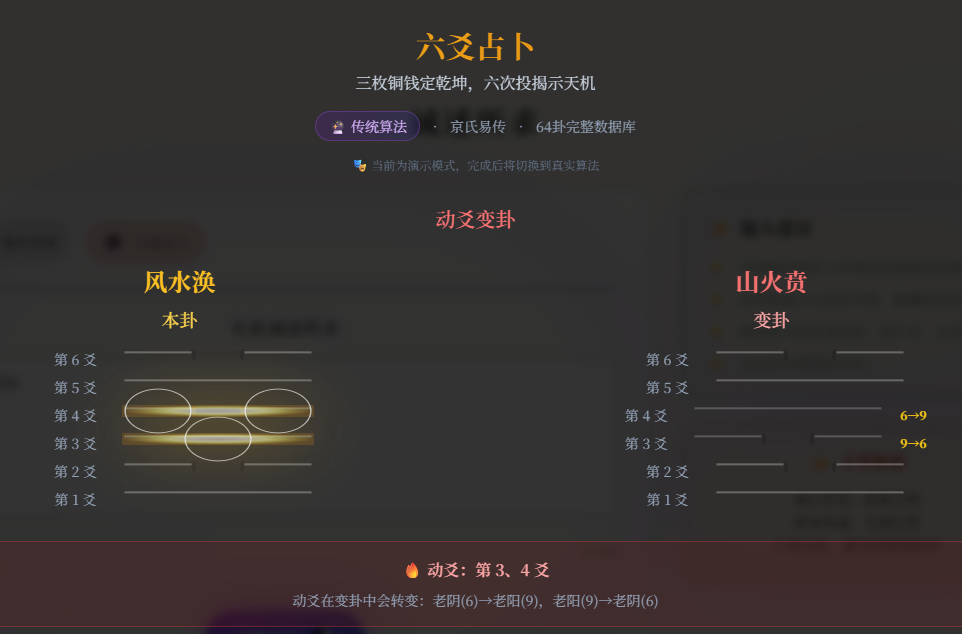 六爻占卜
三枚铜钱定乾坤，六次投掷揭示天机
传统算法 · 京氏易传 · 64卦完整数据库
当前为演示模式，完成后将切换到真实算法
动爻变卦
风水涣
本卦
第 6 爻
第 5 爻
第 4 爻
第 3 爻
第 2 爻
第 1 爻
山火贲
变卦
第 6 爻
第 5 爻
第 4 爻 6→9
第 3 爻 9→6
第 2 爻
第 1 爻
动爻：第 3、4 爻
动爻在变卦中会转变：老阴(6)→老阳(9)，老阳(9)→老阴(6)